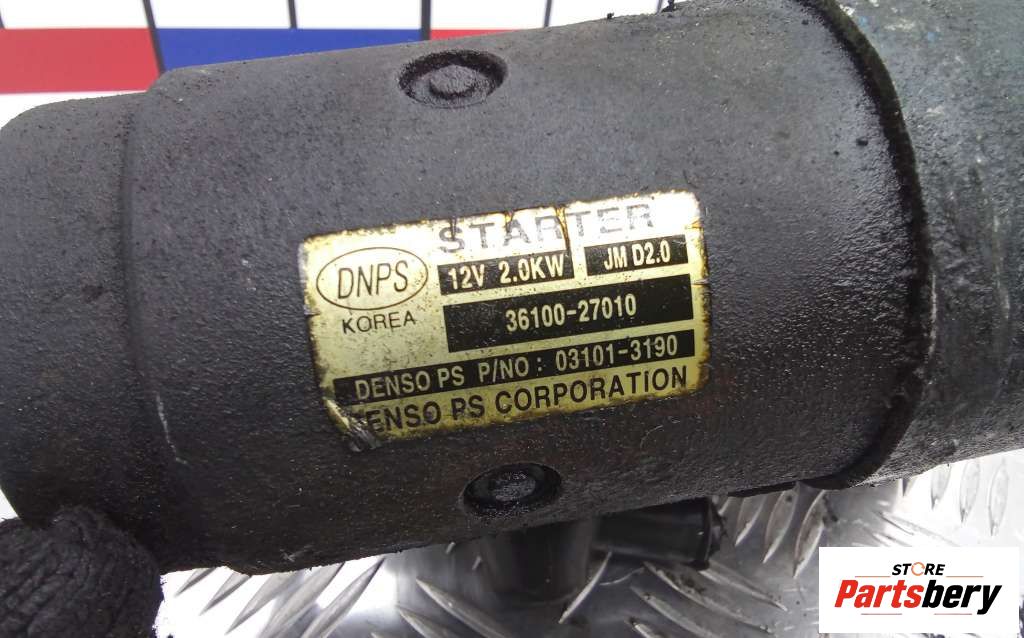 STARTER
DNPS
KOREA
12V 2.0KW
JM D2.0
36100-27010
DENSO PS P/NO : 03101-3190
DENSO PS CORPORATION
STORE
Partsbery